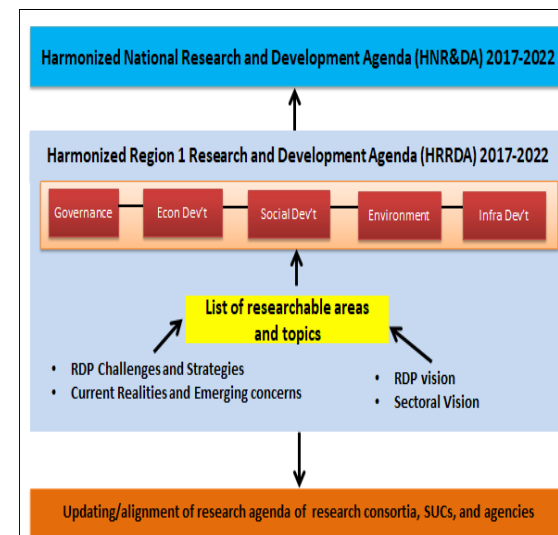 Harmonized National Research and Development Agenda (HNR&DA) 2017-2022
Harmonized Region 1 Research and Development Agenda (HRRDA) 2017-2022
Governance
Econ Dev't
Social Dev't
Environment
Infra Dev't
List of researchable areas
and topics
• RDP Challenges and Strategies
• Current Realities and Emerging concerns
• RDP vision
• Sectoral Vision
Updating/alignment of research agenda of research consortia, SUCs, and agencies